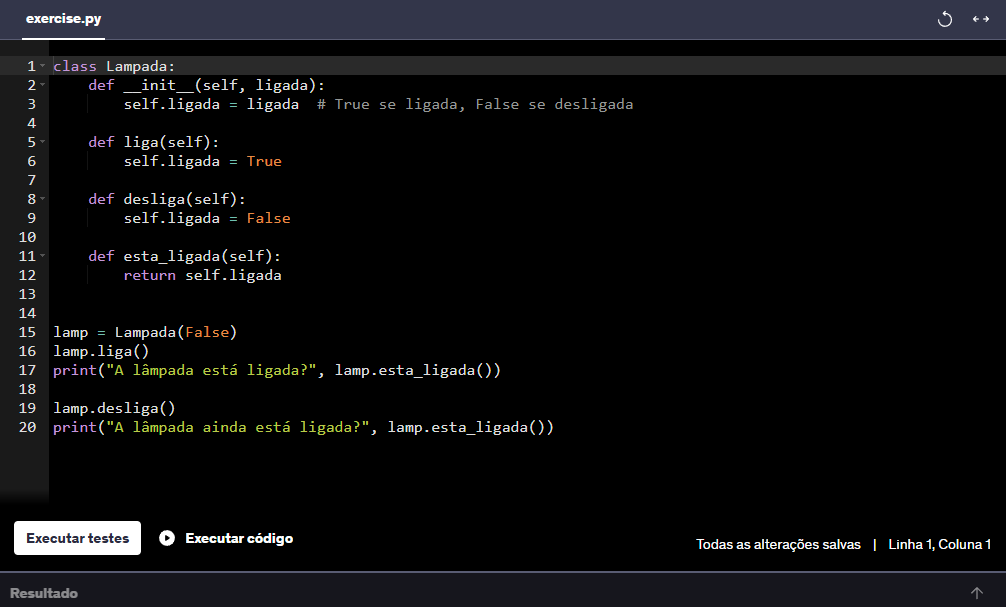 exercise.py
1 class Lampada:
2     def __init__(self, ligada):
3         self.ligada = ligada  # True se ligada, False se desligada
4
5     def liga(self):
6         self.ligada = True
7
8     def desliga(self):
9         self.ligada = False
10
11     def esta_ligada(self):
12         return self.ligada
13
14
15 lamp = Lampada(False)
16 lamp.liga()
17 print("A lâmpada está ligada?", lamp.esta_ligada())
18
19 lamp.desliga()
20 print("A lâmpada ainda está ligada?", lamp.esta_ligada())
Executar testes Executar código Todas as alterações salvas | Linha 1, Coluna 1
Resultado